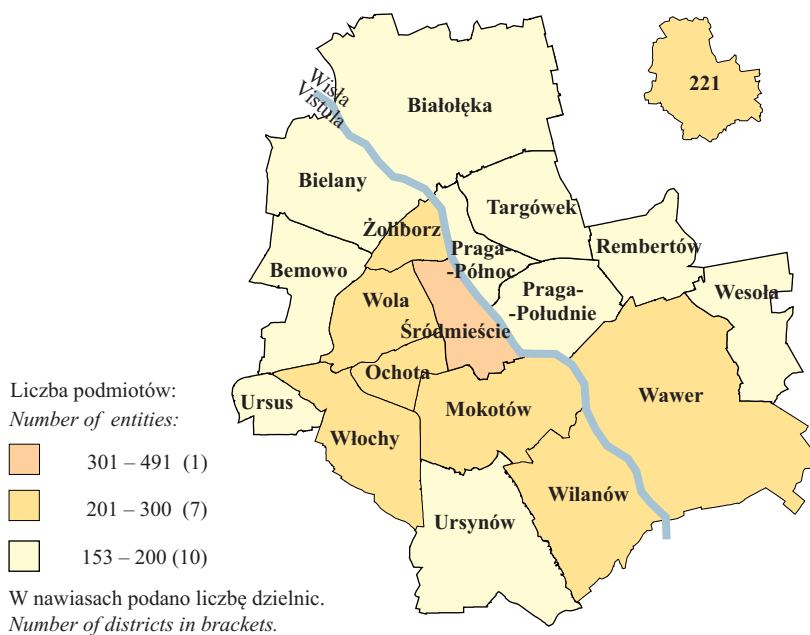 Wisła
Vistula
Białołęka
221
Bielany
Targówek
Żoliborz
Rembertów
Praga-
-Północ
Bemowo
Wesoła
Praga-
-Południe
Wola
Śródmieście
Ochota
Wawer
Ursus
Mokotów
Włochy
Wilanów
Ursynów
Liczba podmiotów:
Number of entities:
301 – 491 (1)
201 – 300 (7)
153 – 200 (10)
W nawiasach podano liczbę dzielnic.
Number of districts in brackets.